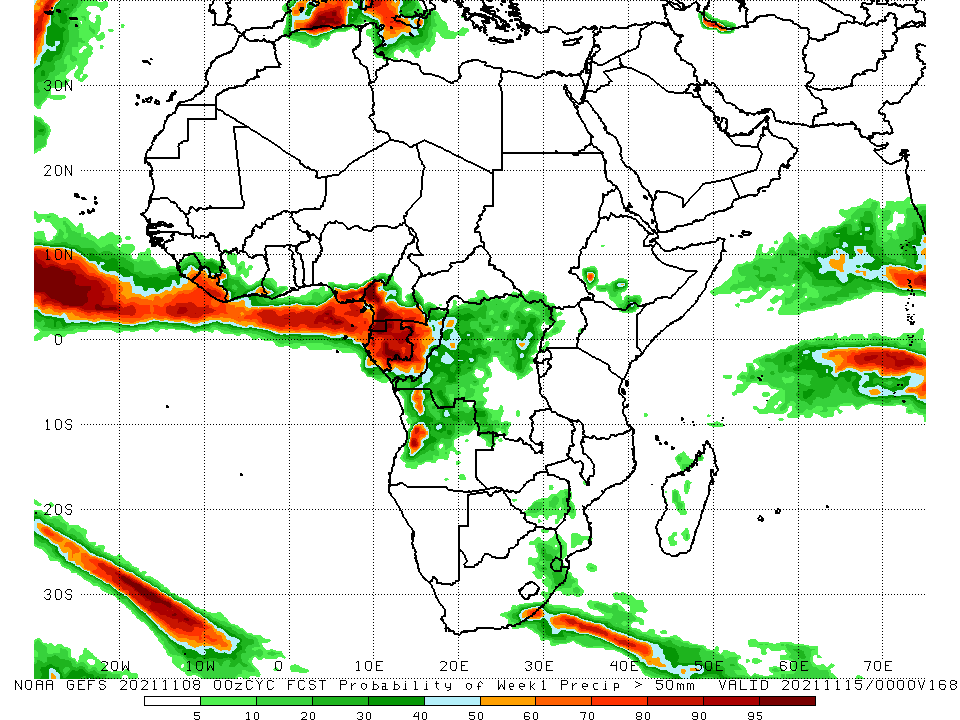 30N
20N
10N
0
10S
20S
30S
20W 10W 0 10E 20E 30E 40E 50E 60E 70E
NOAA GEFS 20211108 00zCYC FCST Probability of Week1 Precip > 50mm VALID 20211115/0000V168
5 10 20 30 40 50 60 70 80 90 95